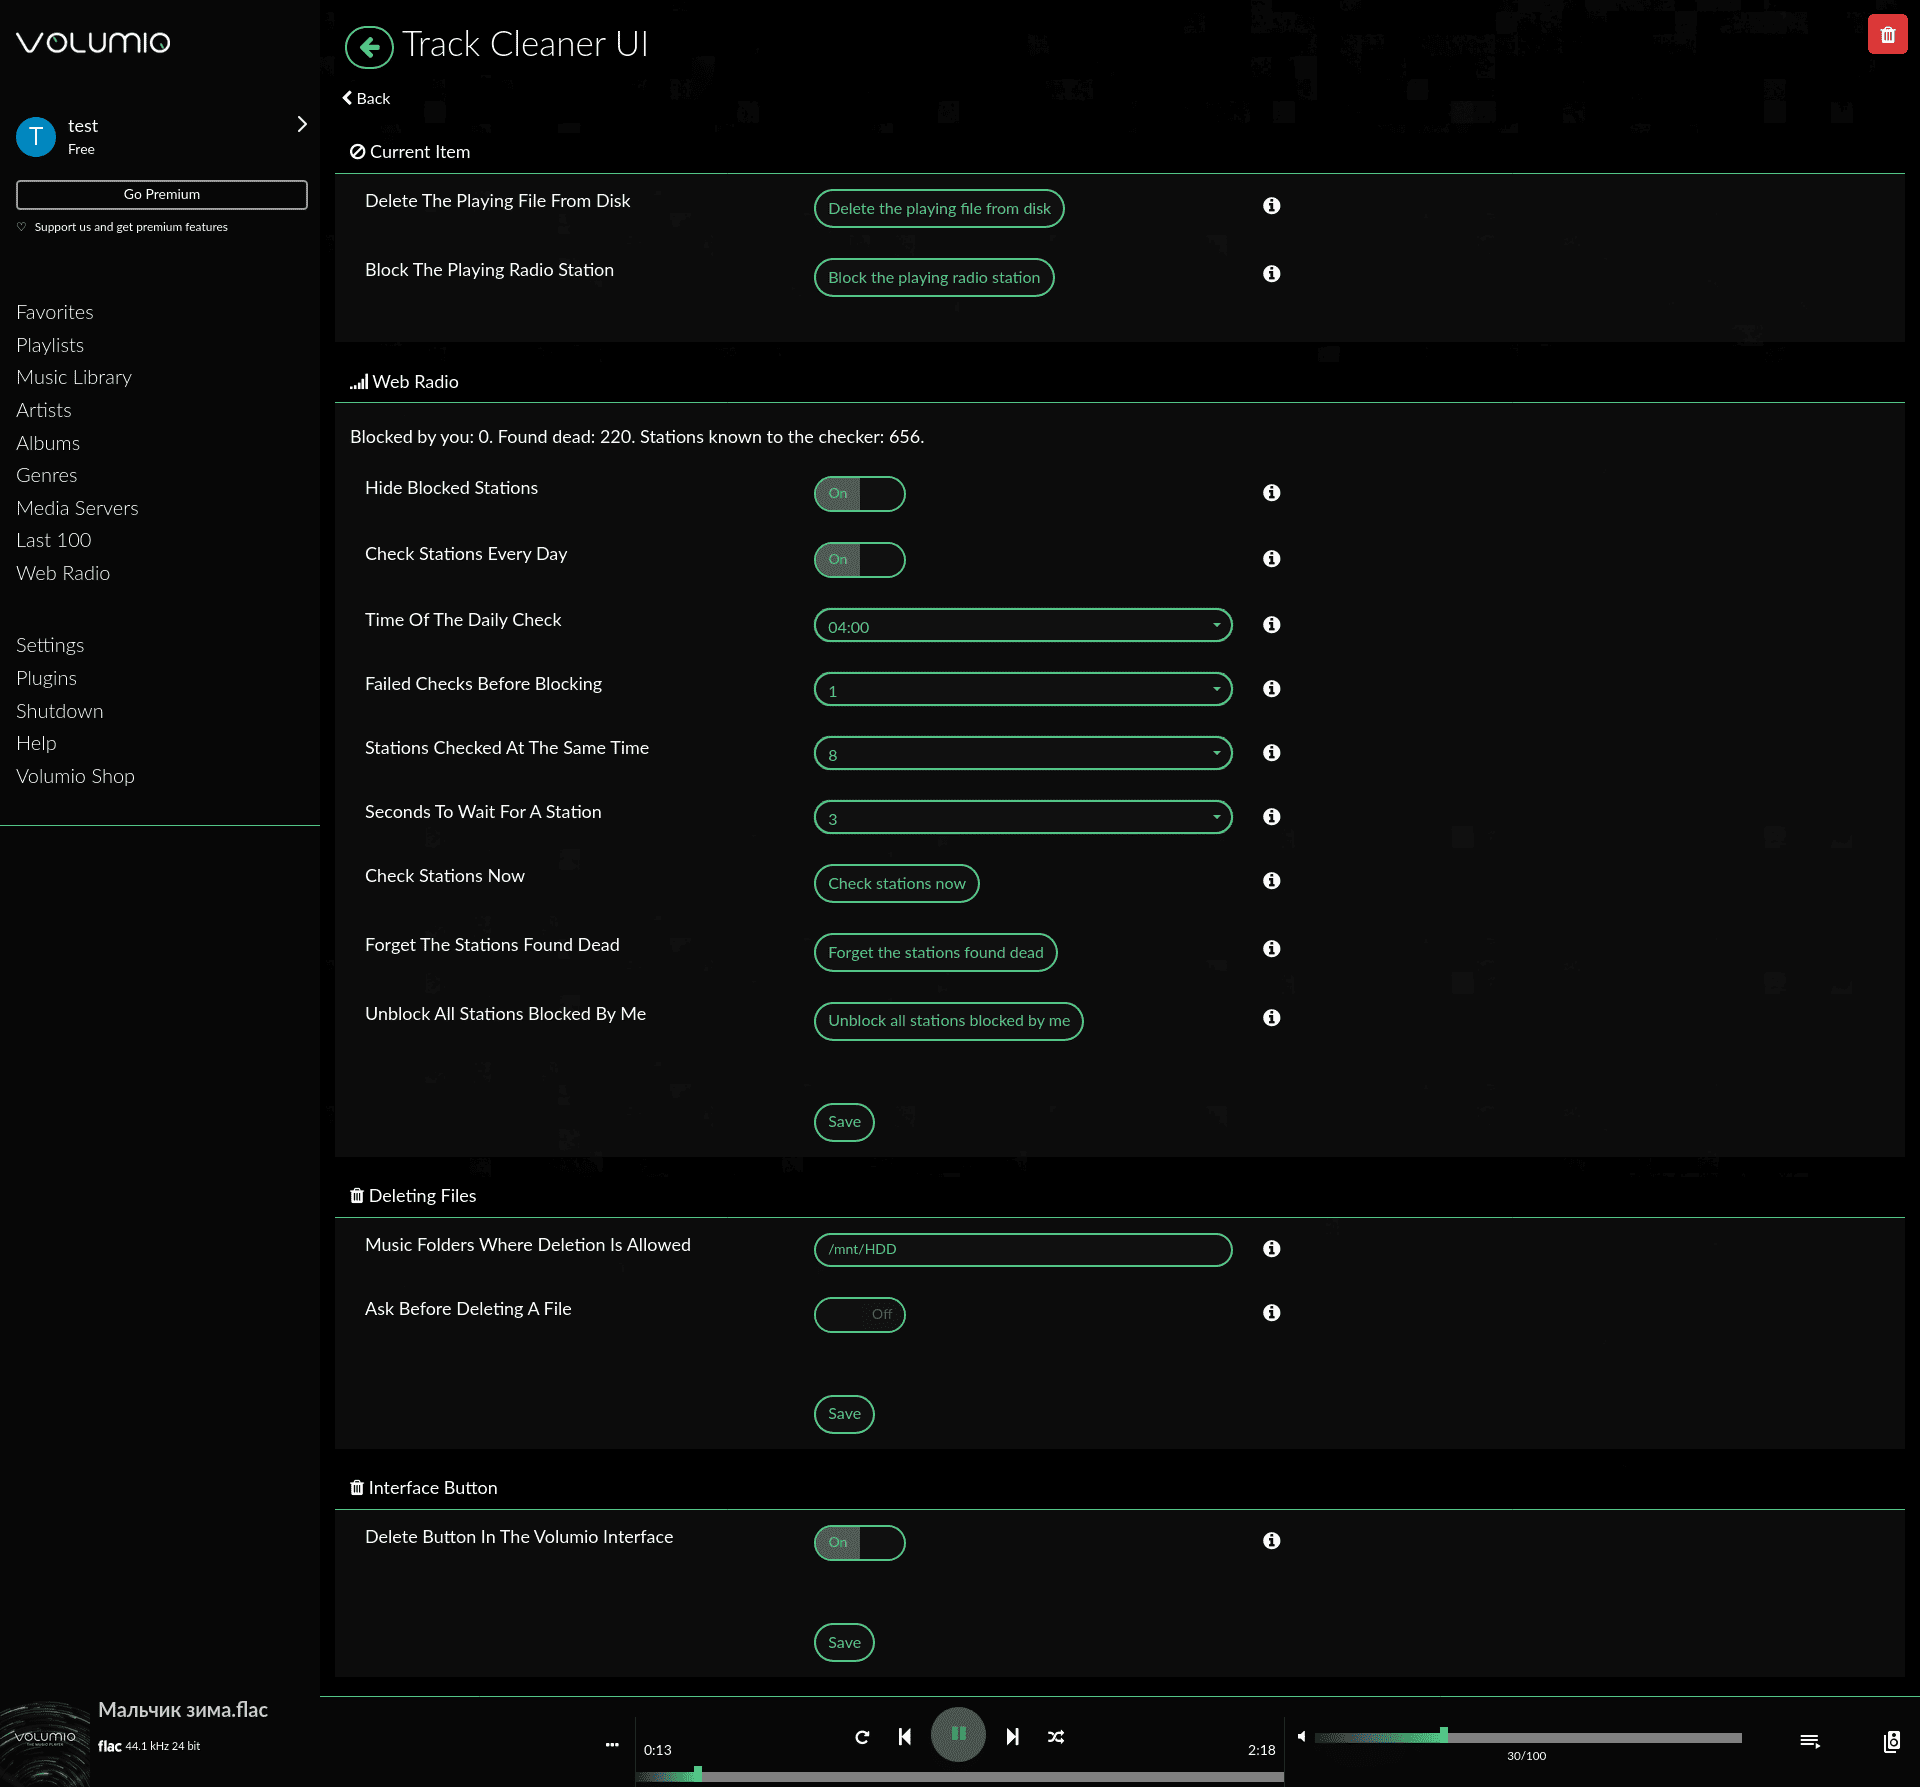 VOLUMIO
Track Cleaner UI
Back
T
test
Free
Go Premium
♡ Support us and get premium features
Favorites
Playlists
Music Library
Artists
Albums
Genres
Media Servers
Last 100
Web Radio
Settings
Plugins
Shutdown
Help
Volumio Shop
Current Item
Delete The Playing File From Disk
Delete the playing file from disk
Block The Playing Radio Station
Block the playing radio station
Web Radio
Blocked by you: 0. Found dead: 220. Stations known to the checker: 656.
Hide Blocked Stations
On
Check Stations Every Day
On
Time Of The Daily Check
04:00
Failed Checks Before Blocking
1
Stations Checked At The Same Time
8
Seconds To Wait For A Station
3
Check Stations Now
Check stations now
Forget The Stations Found Dead
Forget the stations found dead
Unblock All Stations Blocked By Me
Unblock all stations blocked by me
Save
Deleting Files
Music Folders Where Deletion Is Allowed
/mnt/HDD
Ask Before Deleting A File
Off
Save
Interface Button
Delete Button In The Volumio Interface
On
Save
VOLUMIO
THE MUSIC PLAYER
Мальчик зима.flac
flac 44.1 kHz 24 bit
0:13
2:18
30/100